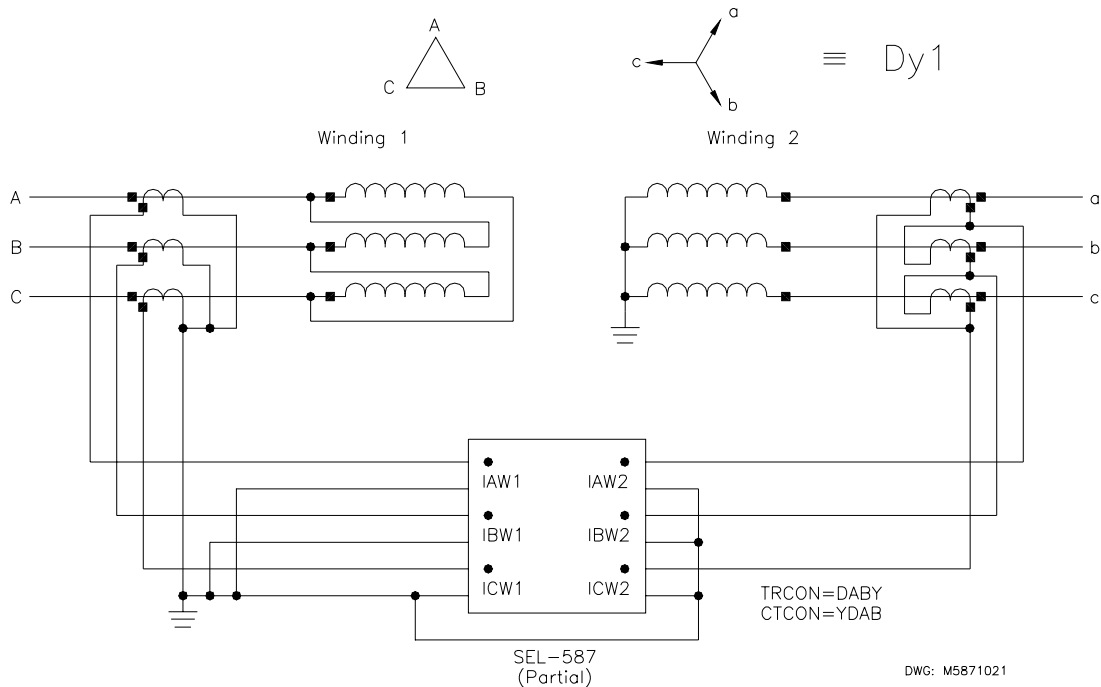 A
C
B
a
c
b
≡ Dy1
Winding 1
Winding 2
A
a
B
b
C
c
IAW1 IAW2
IBW1 IBW2
ICW1 ICW2
TRCON=DABY
CTCON=YDAB
SEL-587
(Partial)
DWG: M5871021